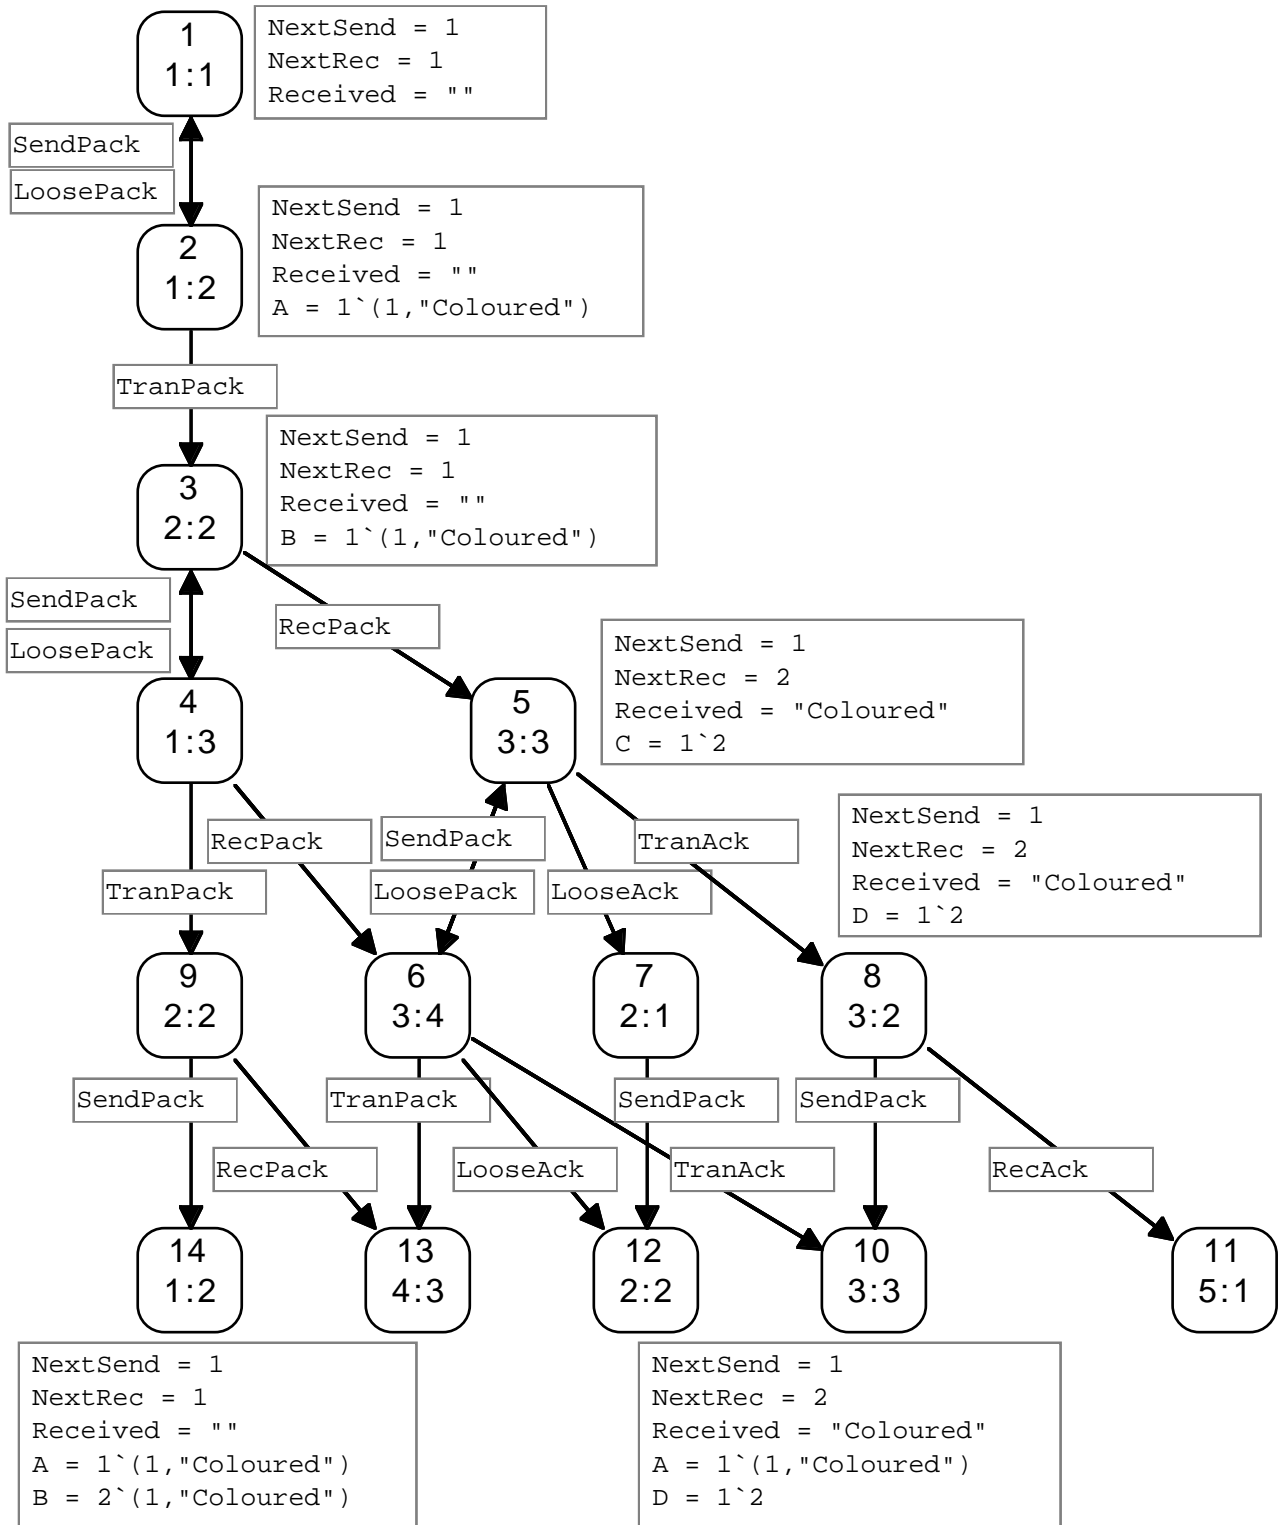 1
1:1
NextSend = 1
NextRec = 1
Received = ""
SendPack
LoosePack
2
1:2
NextSend = 1
NextRec = 1
Received = ""
A = 1`(1,"Coloured")
TranPack
3
2:2
NextSend = 1
NextRec = 1
Received = ""
B = 1`(1,"Coloured")
SendPack
LoosePack
RecPack
4
1:3
5
3:3
NextSend = 1
NextRec = 2
Received = "Coloured"
C = 1`2
NextSend = 1
NextRec = 2
Received = "Coloured"
D = 1`2
RecPack
SendPack
TranAck
TranPack
LoosePack
LooseAck
9
2:2
6
3:4
7
2:1
8
3:2
SendPack
TranPack
SendPack
SendPack
RecPack
LooseAck
TranAck
RecAck
14
1:2
13
4:3
12
2:2
10
3:3
11
5:1
NextSend = 1
NextRec = 1
Received = ""
A = 1`(1,"Coloured")
B = 2`(1,"Coloured")
NextSend = 1
NextRec = 2
Received = "Coloured"
A = 1`(1,"Coloured")
D = 1`2